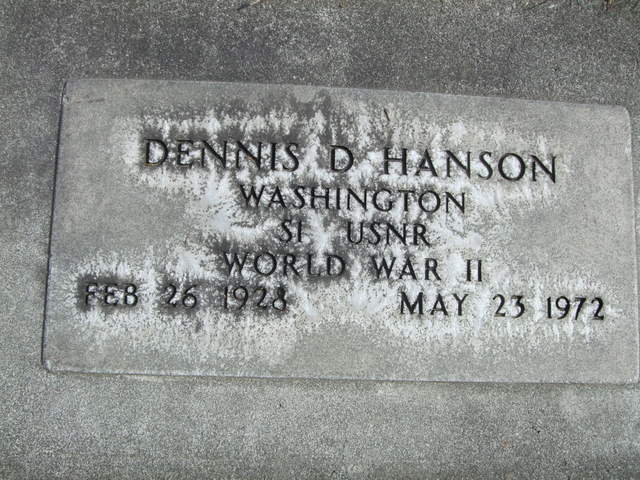 DENNIS D HANSON
WASHINGTON
S1 USNR
WORLD WAR II
FEB 26 1928 MAY 23 1972